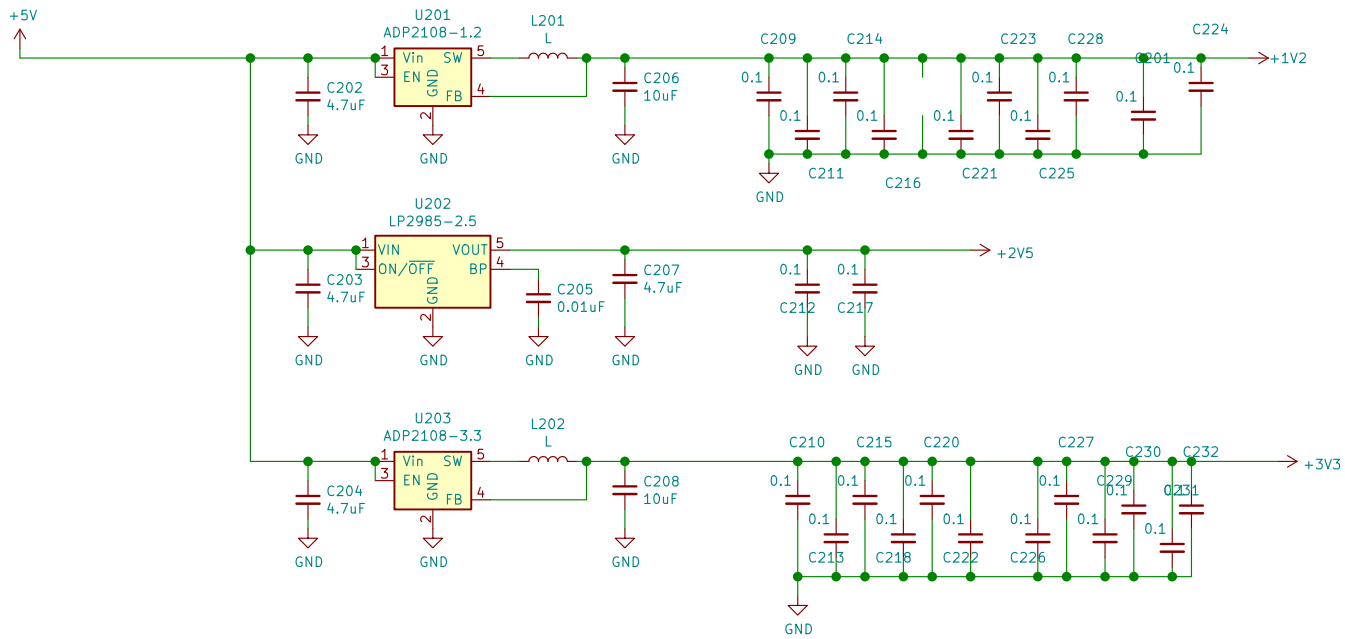 +5V
U201
ADP2108-1.2
1 Vin SW 5
3 EN
GND
FB 4
2
L201
L
C202
4.7uF
GND
GND
C206
10uF
GND
C209
C214
C223
C228
C201
C224
0.1
0.1
0.1
0.1
0.1
0.1
0.1
0.1
0.1
0.1
+1V2
GND
C211
C216
C221
C225
U202
LP2985-2.5
1 VIN VOUT 5
3 ON/OFF BP 4
GND
2
C203
4.7uF
GND
GND
C205
0.01uF
GND
C207
4.7uF
GND
0.1
C212
GND
0.1
C217
GND
+2V5
U203
ADP2108-3.3
1 Vin SW 5
3 EN
GND
FB 4
2
L202
L
C204
4.7uF
GND
GND
C208
10uF
GND
C210
C215
C220
C227
C230
C232
0.1
0.1
0.1
0.1
C229
0.1
0.1
C231
0.1
0.1
0.1
0.1
0.1
C213
C218
C222
C226
+3V3
GND